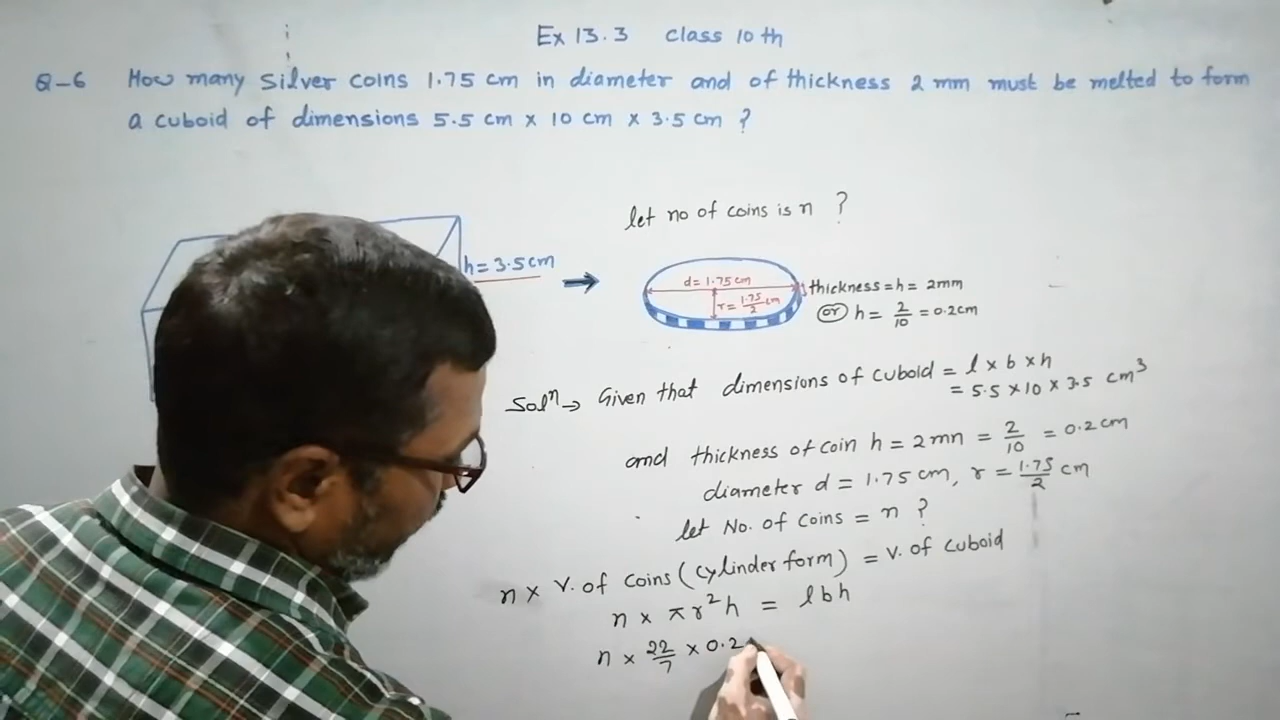 Ex 13.3 class 10 th
Q-6 How many silver coins 1.75 cm in diameter and of thickness 2 mm must be melted to form
a cuboid of dimensions 5.5 cm x 10 cm x 3.5 cm ?
let no of coins is n ?
h = 3.5 cm
d = 1.75 cm
r = 1.75/2 cm
thickness = h = 2mm
or h = 2/10 = 0.2 cm
Solⁿ → Given that dimensions of cuboid = l x b x h
= 5.5 x 10 x 3.5 cm³
and thickness of coin h = 2 mn = 2/10 = 0.2 cm
diameter d = 1.75 cm, r = 1.75/2 cm
let No. of coins = n ?
n x V. of coins (cylinder form) = V. of cuboid
n x πr²h = lbh
n x 22/7 x 0.2